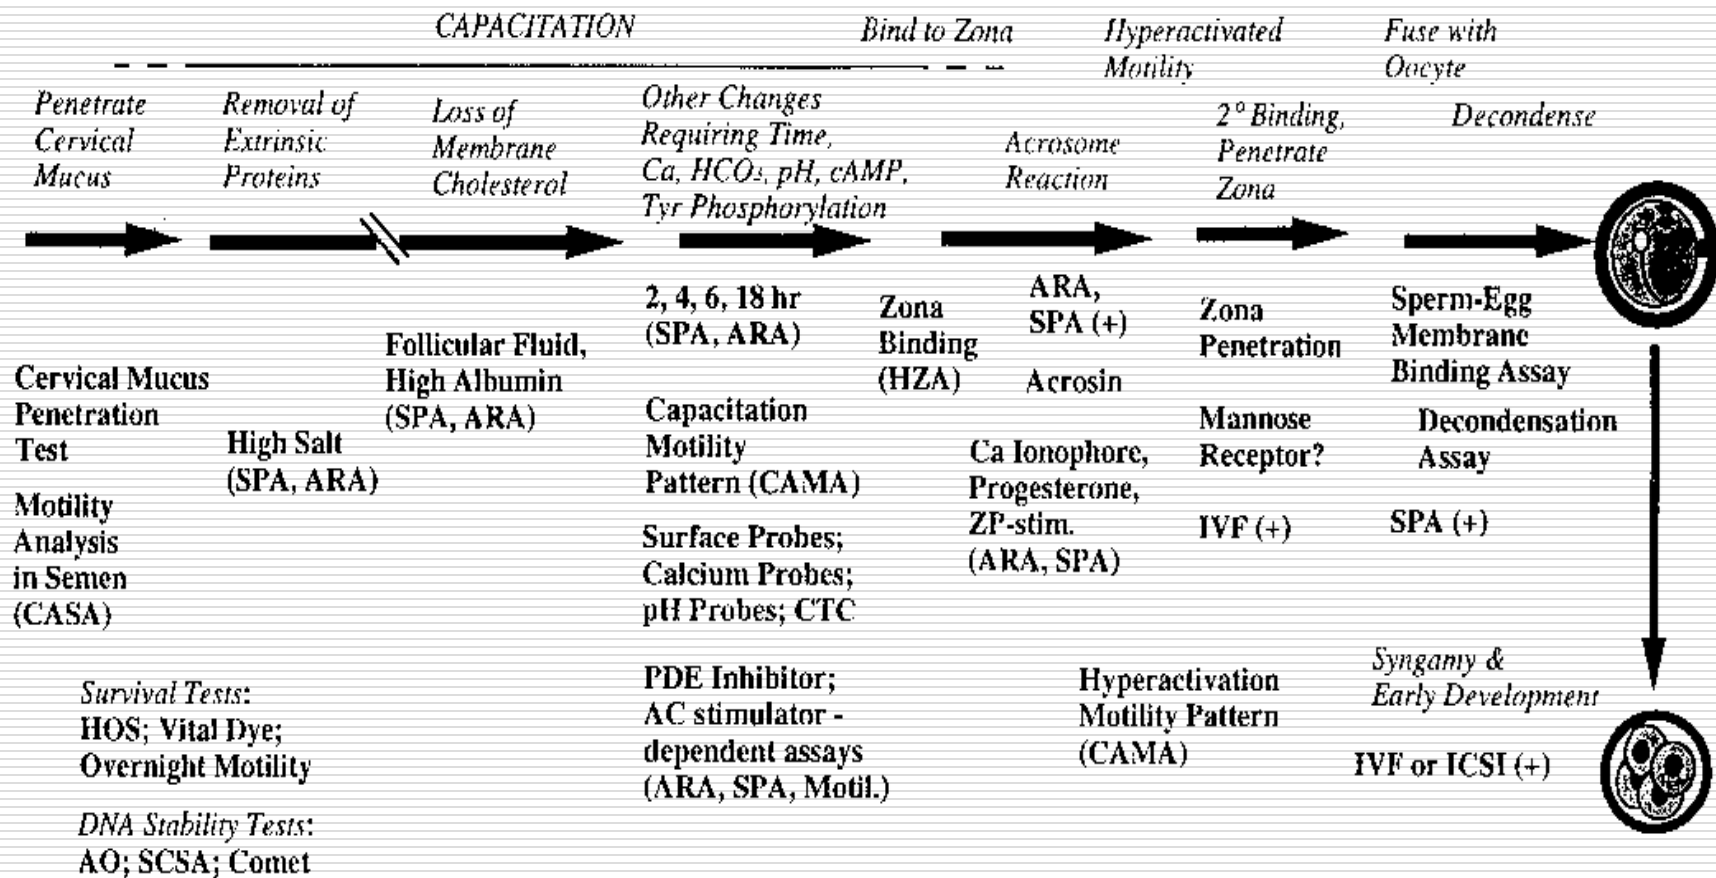 CAPACITATION
Bind to Zona
Hyperactivated
Motility
Fuse with
Oocyte
Penetrate
Cervical
Mucus
Removal of
Extrinsic
Proteins
Loss of
Membrane
Cholesterol
Other Changes
Requiring Time,
Ca, HCO₃, pH, cAMP,
Tyr Phosphorylation
Acrosome
Reaction
2° Binding,
Penetrate
Zona
Decondense
Cervical Mucus
Penetration
Test
Motility
Analysis
in Semen
(CASA)
High Salt
(SPA, ARA)
Follicular Fluid,
High Albumin
(SPA, ARA)
2, 4, 6, 18 hr
(SPA, ARA)
Capacitation
Motility
Pattern (CAMA)
Surface Probes;
Calcium Probes;
pH Probes; CTC
PDE Inhibitor;
AC stimulator -
dependent assays
(ARA, SPA, Motil.)
Zona
Binding
(HZA)
ARA,
SPA (+)
Acrosin
Ca Ionophore,
Progesterone,
ZP-stim.
(ARA, SPA)
Hyperactivation
Motility Pattern
(CAMA)
Zona
Penetration
Mannose
Receptor?
IVF (+)
Sperm-Egg
Membrane
Binding Assay
Decondensation
Assay
SPA (+)
Syngamy &
Early Development
IVF or ICSI (+)
Survival Tests:
HOS; Vital Dye;
Overnight Motility
DNA Stability Tests:
AO; SCSA; Comet